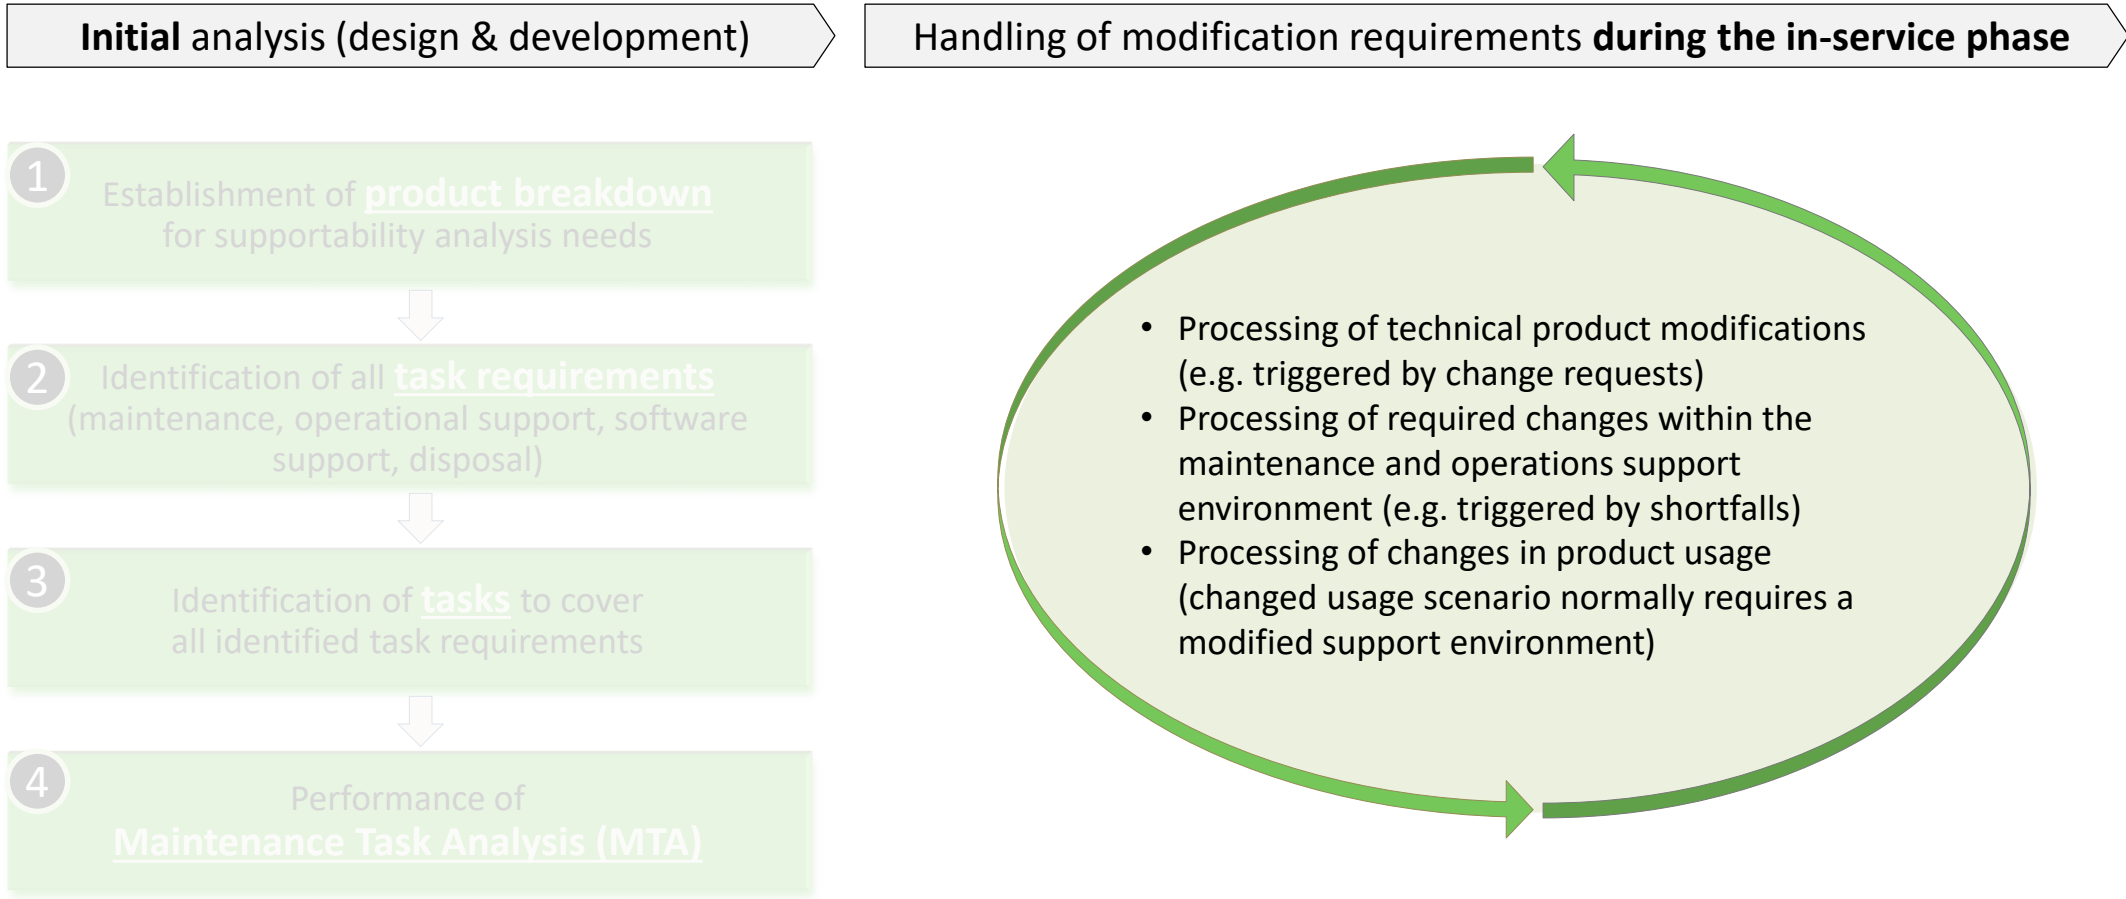 Initial analysis (design & development)
Handling of modification requirements during the in-service phase
1
Establishment of product breakdown
for supportability analysis needs
2
Identification of all task requirements
(maintenance, operational support, software
support, disposal)
3
Identification of tasks to cover
all identified task requirements
4
Performance of
Maintenance Task Analysis (MTA)
• Processing of technical product modifications
(e.g. triggered by change requests)
• Processing of required changes within the
maintenance and operations support
environment (e.g. triggered by shortfalls)
• Processing of changes in product usage
(changed usage scenario normally requires a
modified support environment)